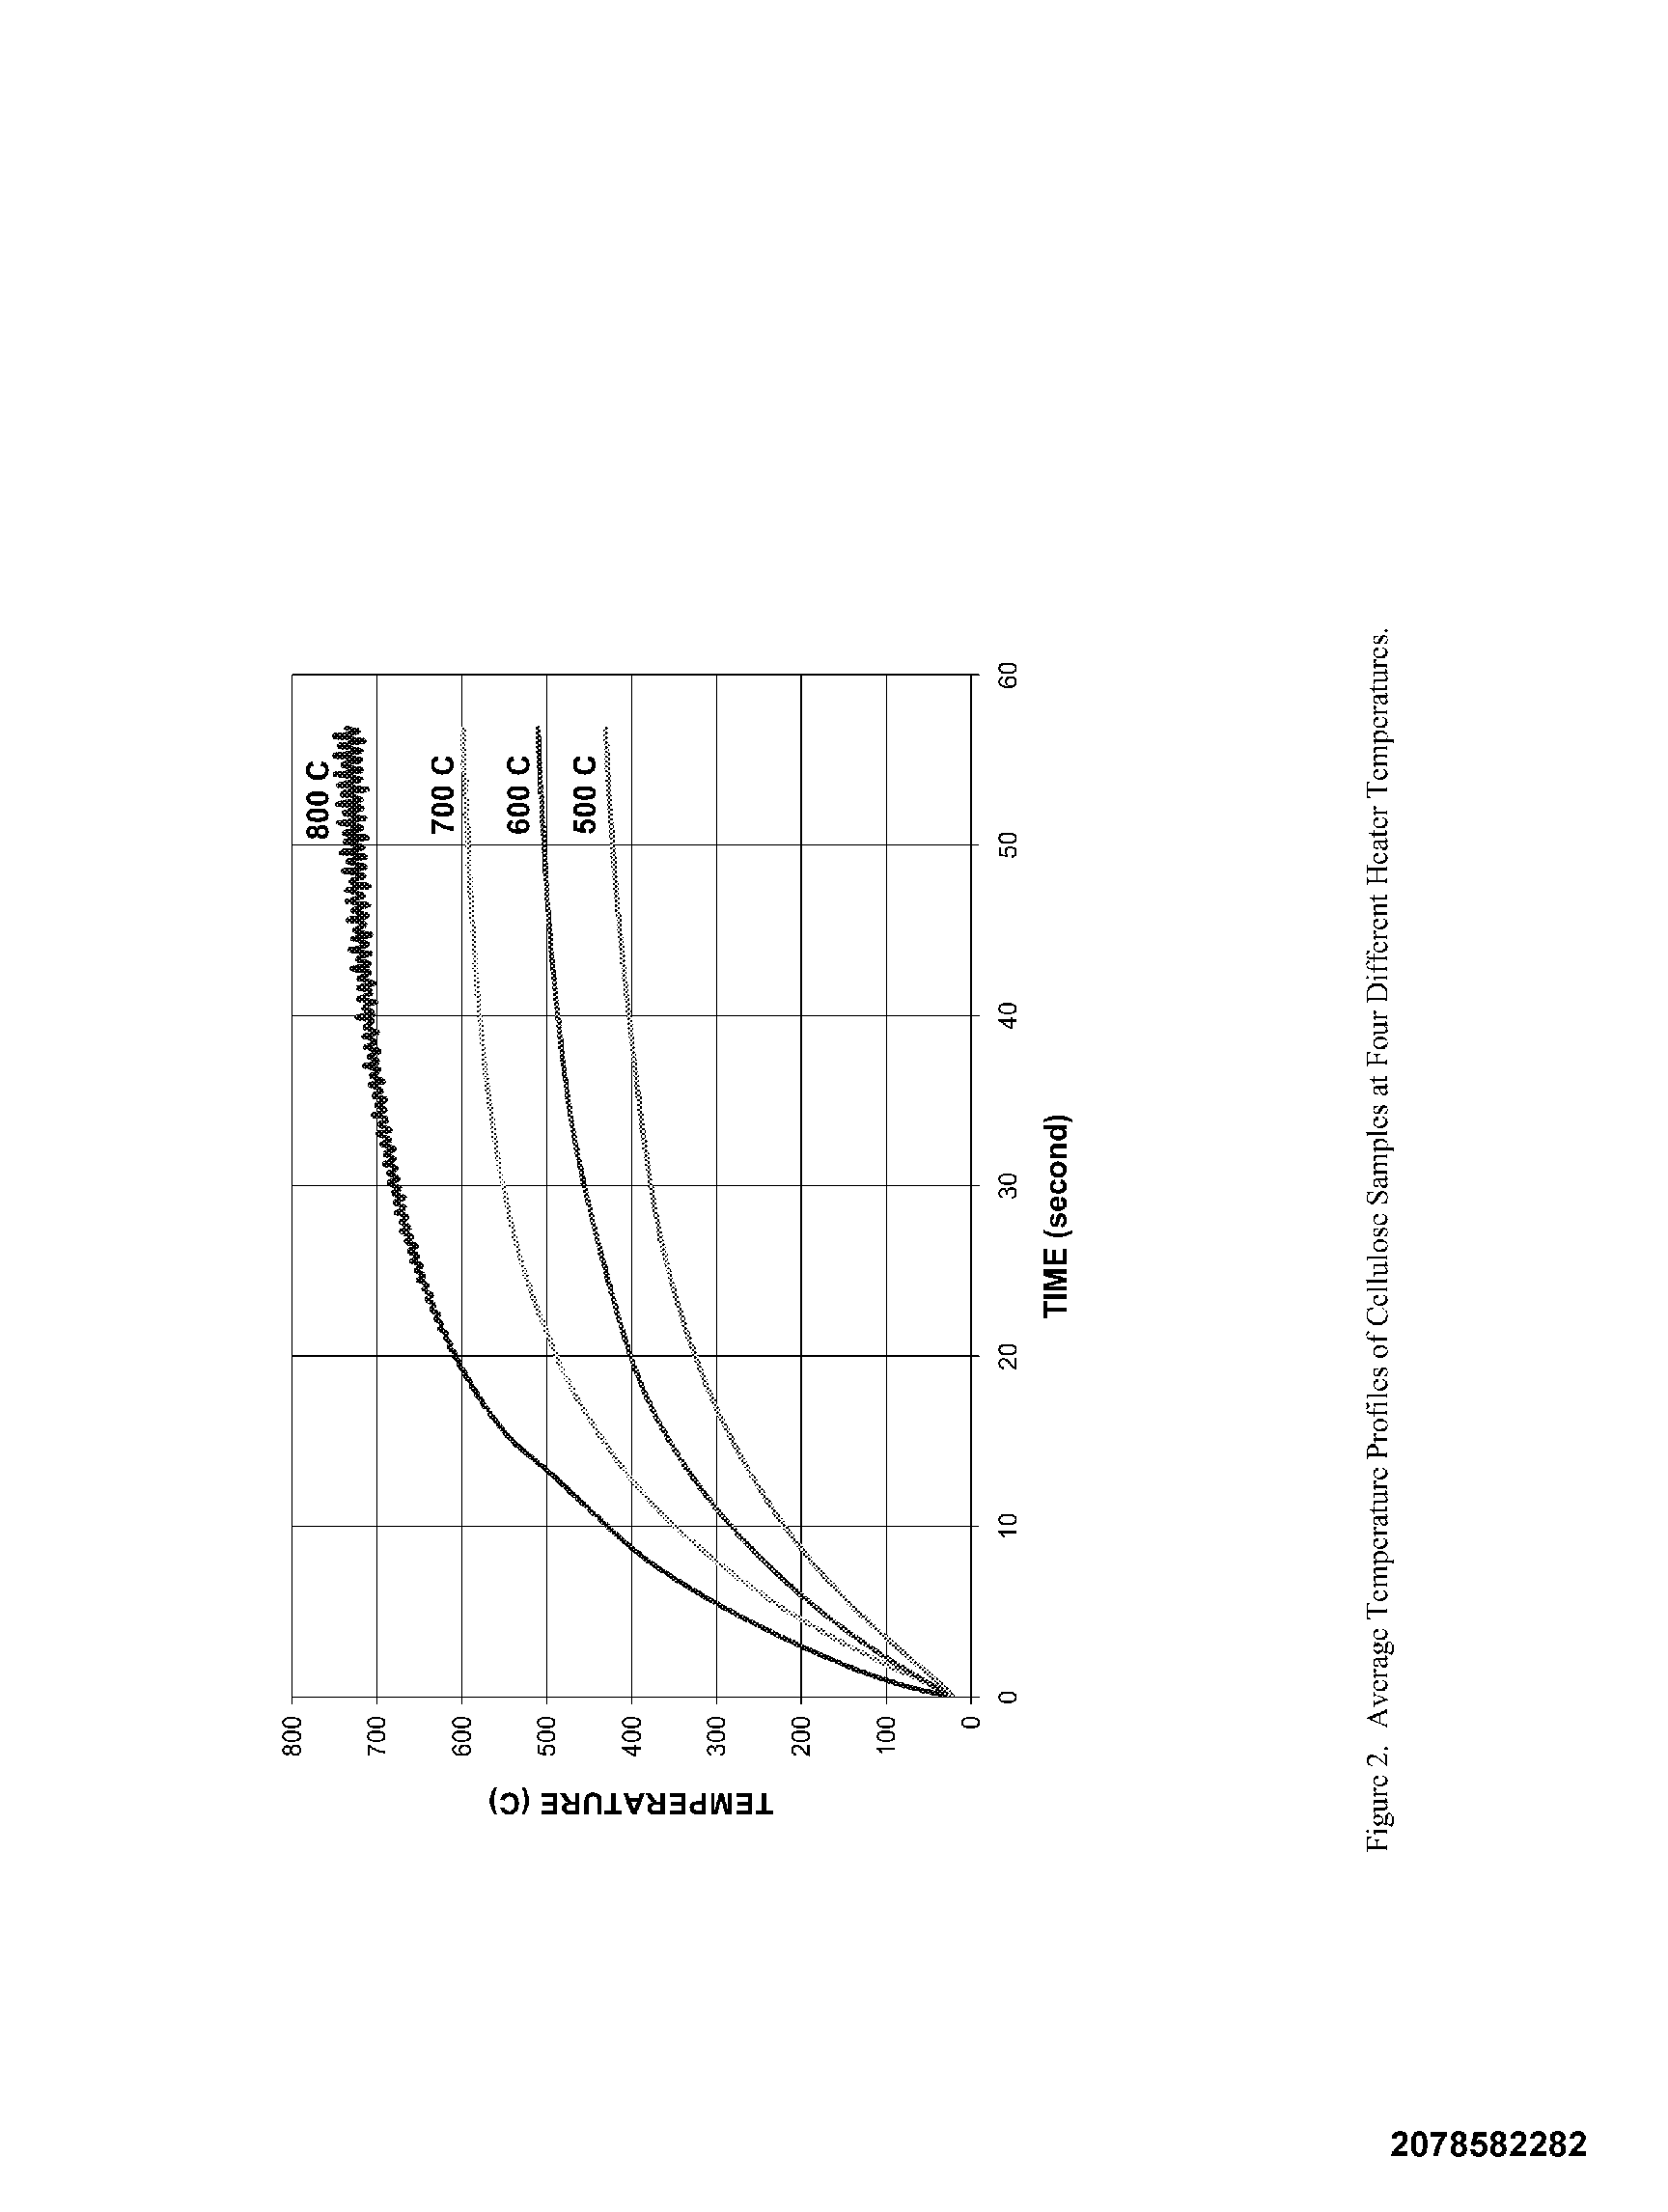 TEMPERATURE (C)
800
700
600
500
400
300
200
100
0
800 C
700 C
600 C
500 C
0 10 20 30 40 50 60
TIME (second)
Figure 2. Average Temperature Profiles of Cellulose Samples at Four Different Heater Temperatures.
2078582282